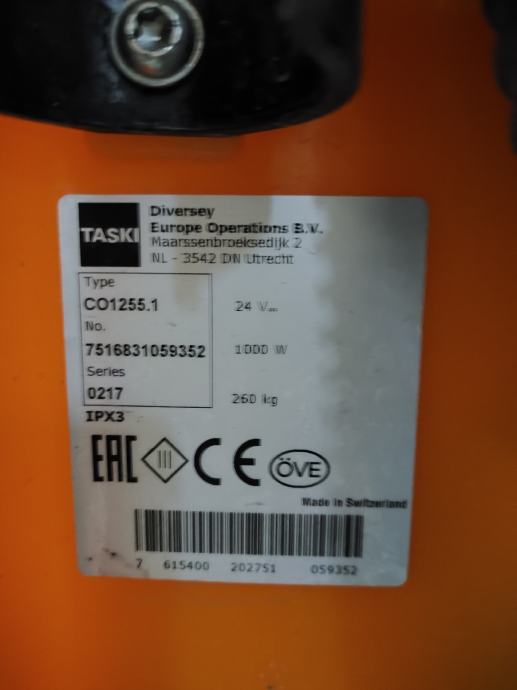 TASKI
Diversey
Europe Operations B.V.
Maarssenbroeksedijk 2
NL - 3542 DN Utrecht
Type
CO1255.1
24 V
No.
7516831059352
1000 W
Series
0217
260 kg
IPX3
EAC III CE ÖVE
Made in Switzerland
7 615400 202751 059352